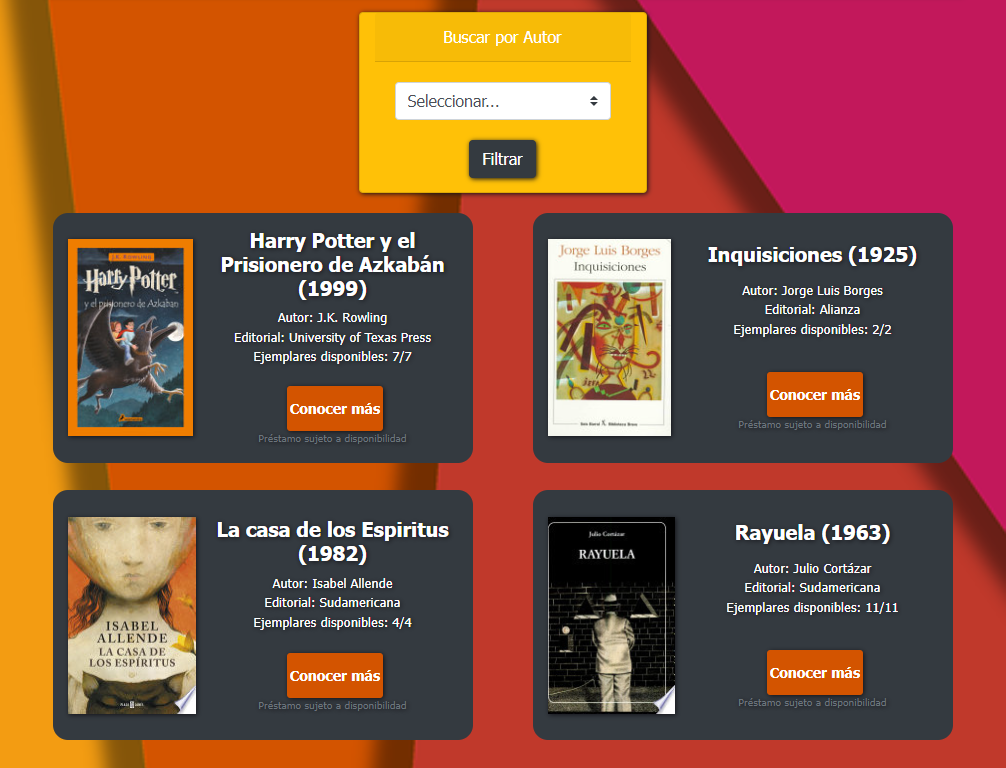 Buscar por Autor
Seleccionar...
Filtrar
J.K. ROWLING
Harry Potter
y el prisionero de Azkaban
Harry Potter y el
Prisionero de Azkabán
(1999)
Autor: J.K. Rowling
Editorial: University of Texas Press
Ejemplares disponibles: 7/7
Conocer más
Préstamo sujeto a disponibilidad
Jorge Luis Borges
Inquisiciones
Seix Barral Biblioteca Breve
Inquisiciones (1925)
Autor: Jorge Luis Borges
Editorial: Alianza
Ejemplares disponibles: 2/2
Conocer más
Préstamo sujeto a disponibilidad
ISABEL
ALLENDE
LA CASA DE
LOS ESPÍRITUS
La casa de los Espiritus
(1982)
Autor: Isabel Allende
Editorial: Sudamericana
Ejemplares disponibles: 4/4
Conocer más
Préstamo sujeto a disponibilidad
Julio Cortázar
RAYUELA
Rayuela (1963)
Autor: Julio Cortázar
Editorial: Sudamericana
Ejemplares disponibles: 11/11
Conocer más
Préstamo sujeto a disponibilidad